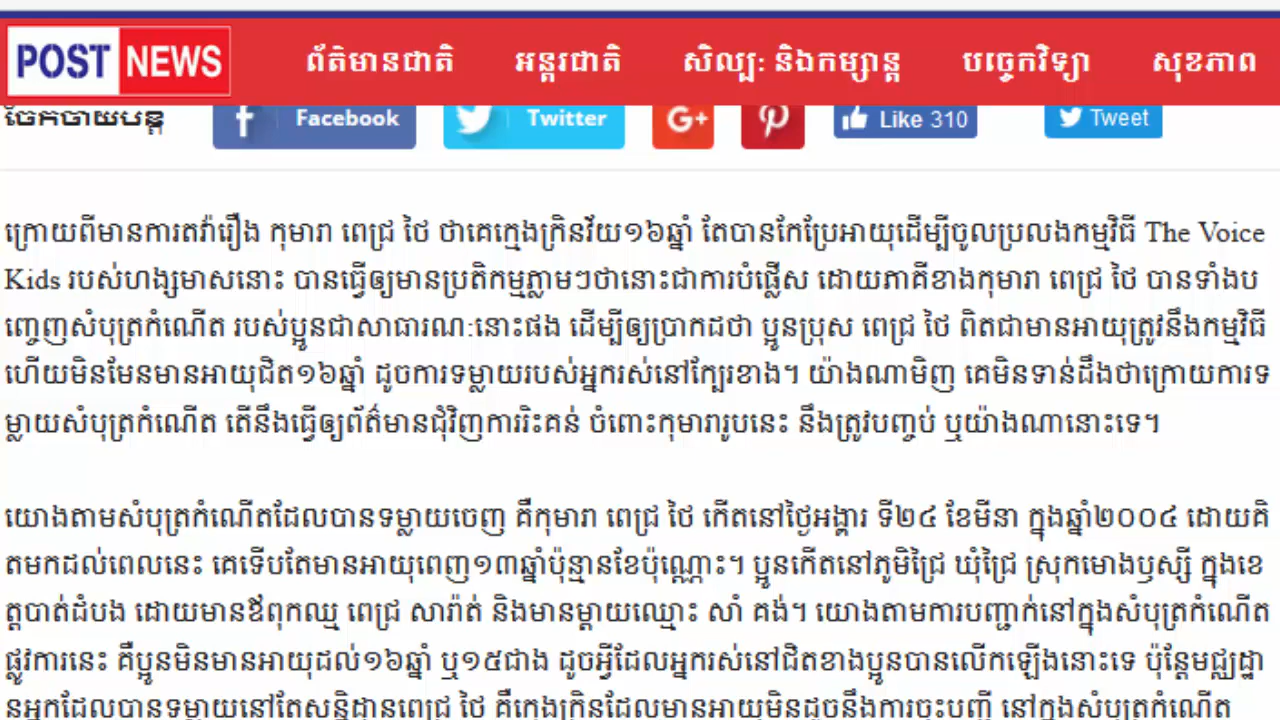 POST NEWS ព័ត៌មានជាតិ អន្តរជាតិ សិល្បៈ និងកម្សាន្ត បច្ចេកវិទ្យា សុខភាព
ចែកចាយបន្ត Facebook Twitter G+ Like 310 Tweet
ក្រោយពីមានការតវ៉ារឿង កុមារា ពេជ្រ ថៃ ថាគេក្មេងក្រិនវ័យ១៦ឆ្នាំ តែបានកែប្រែអាយុដើម្បីចូលប្រលងកម្មវិធី The Voice
Kids របស់ហង្សមាសនោះ បានធ្វើឲ្យមានប្រតិកម្មភ្លាមៗថានោះជាការបំផ្លើស ដោយភាគីខាងកុមារា ពេជ្រ ថៃ បានទាំងប
ញ្ចេញសំបុត្រកំណើត របស់ប្អូនជាសាធារណៈនោះផង ដើម្បីឲ្យប្រាកដថា ប្អូនប្រុស ពេជ្រ ថៃ ពិតជាមានអាយុត្រូវនឹងកម្មវិធី
ហើយមិនមែនមានអាយុជិត១៦ឆ្នាំ ដូចការទម្លាយរបស់អ្នករស់នៅក្បែរខាង។ យ៉ាងណាមិញ គេមិនទាន់ដឹងថាក្រោយការទ
ម្លាយសំបុត្រកំណើត តើនឹងធ្វើឲ្យព័ត៌មានជុំវិញការរិះគន់ ចំពោះកុមារារូបនេះ នឹងត្រូវបញ្ចប់ ឬយ៉ាងណានោះទេ។
យោងតាមសំបុត្រកំណើតដែលបានទម្លាយចេញ គឺកុមារា ពេជ្រ ថៃ កើតនៅថ្ងៃអង្គារ ទី២៤ ខែមីនា ក្នុងឆ្នាំ២០០៤ ដោយគិ
តមកដល់ពេលនេះ គេទើបតែមានអាយុពេញ១៣ឆ្នាំប៉ុន្មានខែប៉ុណ្ណោះ។ ប្អូនកើតនៅភូមិជ្រៃ ឃុំជ្រៃ ស្រុកមោងឫស្សី ក្នុងខេ
ត្តបាត់ដំបង ដោយមានឪពុកឈ្ម ពេជ្រ សារ៉ាត់ និងមានម្ដាយឈ្មោះ សាំ គង់។ យោងតាមការបញ្ជាក់នៅក្នុងសំបុត្រកំណើត
ផ្លូវការនេះ គឺប្អូនមិនមានអាយុដល់១៦ឆ្នាំ ឬ១៥ជាង ដូចអ្វីដែលអ្នករស់នៅជិតខាងប្អូនបានលើកឡើងនោះទេ ប៉ុន្តែមជ្ឈដ្ឋា
នអ្នកដែលបានទម្លាយនៅតែសន្និដ្ឋានពេជ្រ ថៃ គឺក្មេងក្រិនដែលមានអាយុមិនដូចនឹងការចុះបញ្ជី នៅក្នុងសំបុត្រកំណើត